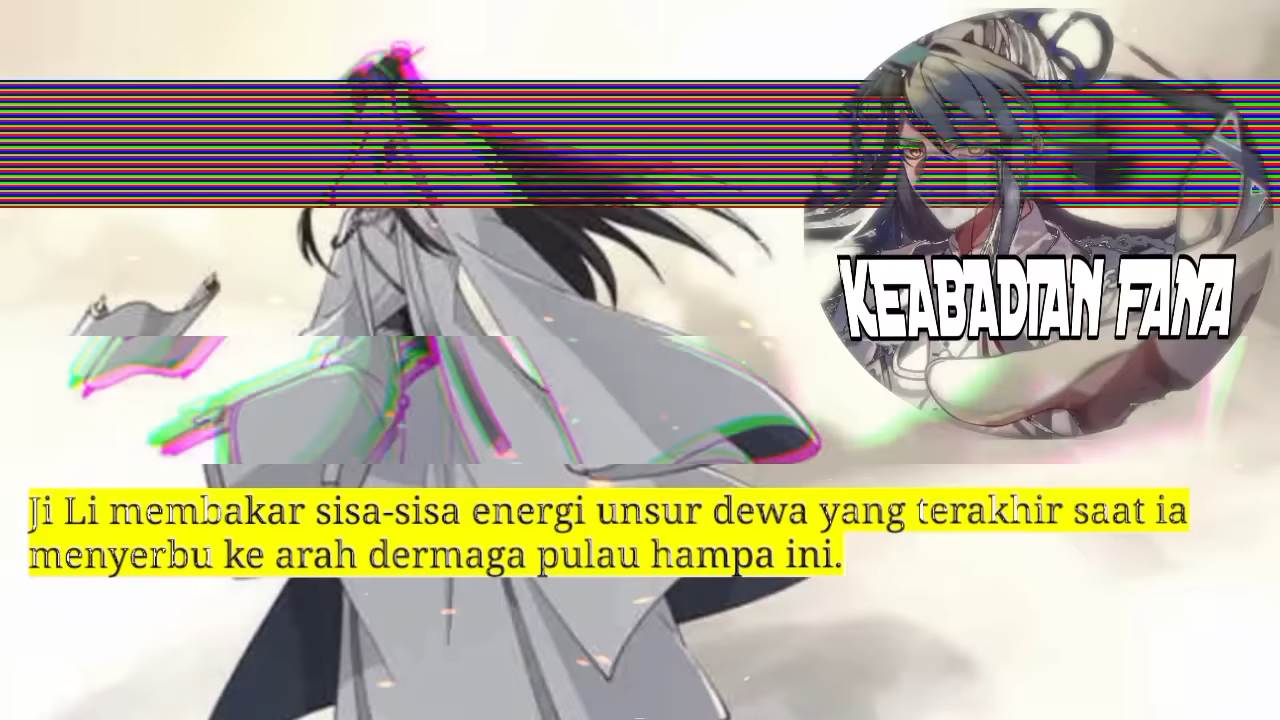 KEABADIAN FANA
Ji Li membakar sisa-sisa energi unsur dewa yang terakhir saat ia
menyerbu ke arah dermaga pulau hampa ini.